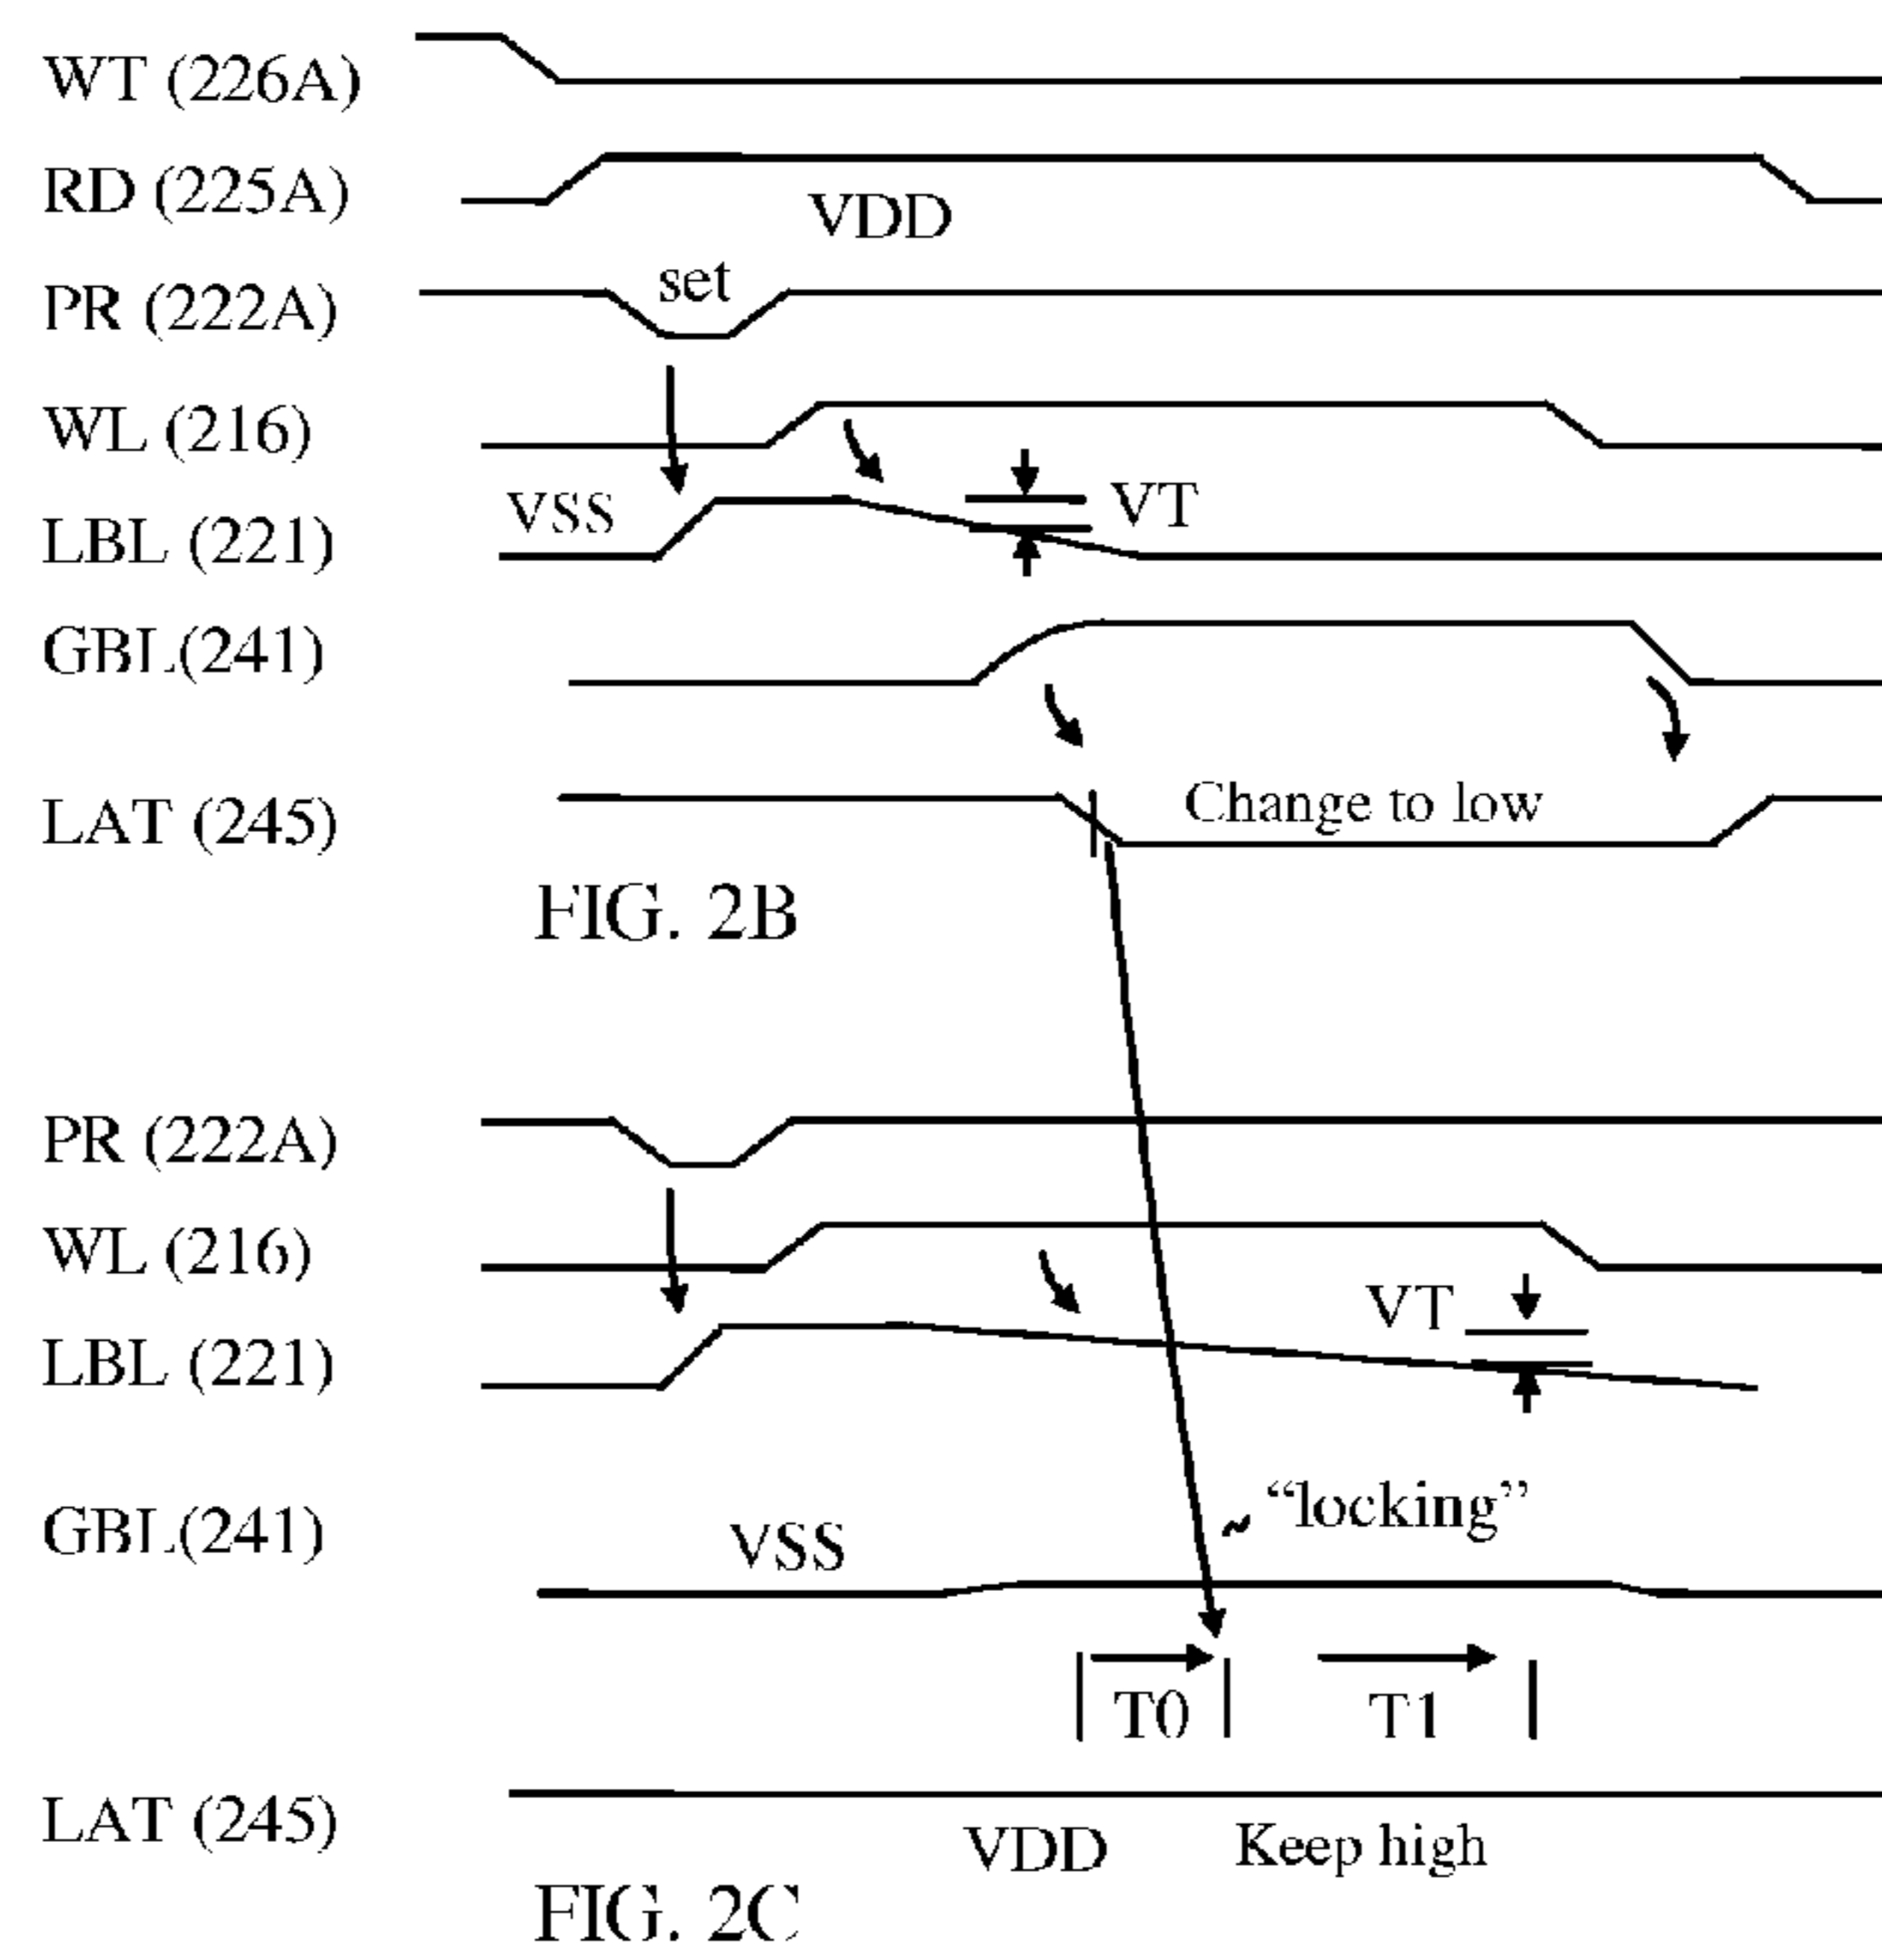 WT (226A)
RD (225A)
VDD
set
PR (222A)
WL (216)
VSS
VT
LBL (221)
GBL(241)
Change to low
LAT (245)
FIG. 2B
PR (222A)
WL (216)
VT
LBL (221)
“locking”
GBL(241)
VSS
T0
T1
LAT (245)
VDD
Keep high
FIG. 2C